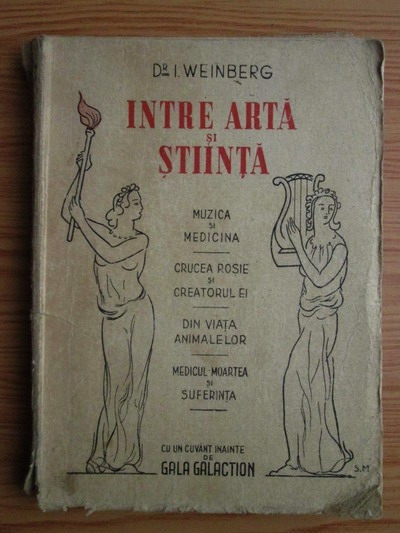 DR. I. WEINBERG
INTRE ARTĂ
ȘI
ȘTIINȚĂ
MUZICA
ȘI
MEDICINA
CRUCEA ROSIE
ȘI
CREATORUL EI
DIN VIAȚA
ANIMALELOR
MEDICUL MOARTEA
ȘI
SUFERINȚA
CU UN CUVÂNT INAINTE
DE
GALA GALACTION
S.M